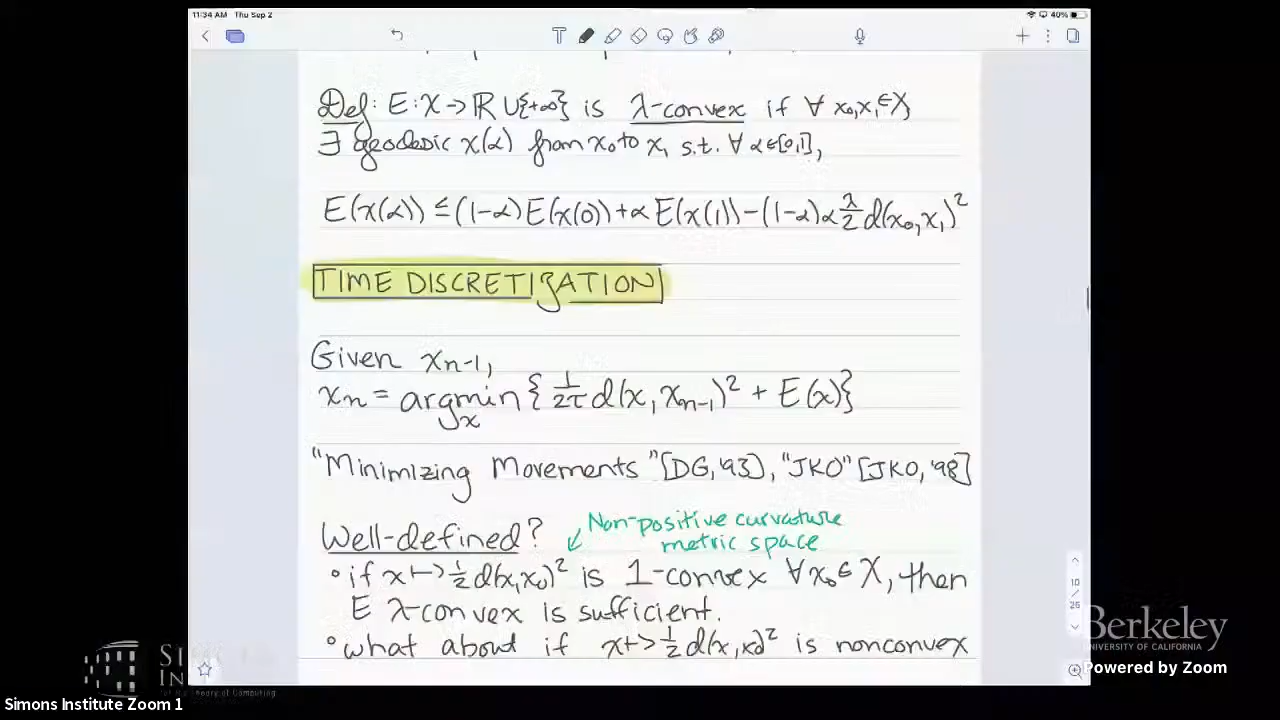 11:34 AM Thu Sep 2
40%
Def: E: X → ℝ ∪ {+∞} is λ-convex if ∀ x₀, x₁ ∈ X
∃ geodesic x(α) from x₀ to x₁ s.t. ∀ α ∈ [0,1],
E(x(α)) ≤ (1-α) E(x(0)) + α E(x(1)) - (1-α) α λ/2 d(x₀, x₁)²
TIME DISCRETIZATION
Given xₙ₋₁,
xₙ = argmin_x { 1/2τ d(x, xₙ₋₁)² + E(x) }
"Minimizing Movements" [DG, '93], "JKO" [JKO, '98]
Non-positive curvature
Well-defined?
metric space
• if x ↦ 1/2 d(x, x₀)² is 1-convex ∀ x₀ ∈ X, then
E λ-convex is sufficient.
• what about if x ↦ 1/2 d(x, x₀)² is nonconvex
10
/
26
Berkeley
UNIVERSITY OF CALIFORNIA
Powered by Zoom
Simons Institute Zoom 1